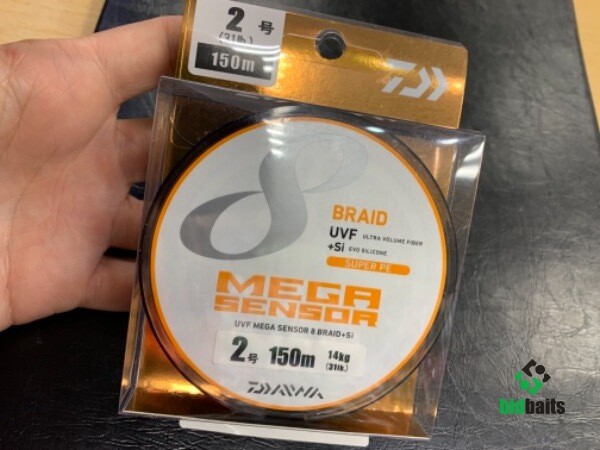 2号
(31lb.)
150m
8
BRAID
UVF ULTRA VOLUME FIBER
+Si EVO SILICONE
SUPER PE
MEGA
SENSOR
UVF MEGA SENSOR 8 BRAID+Si
2号 150m 14kg
(31lb.)
DAIWA
bidbaits